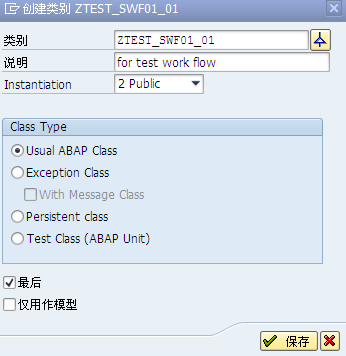 创建类别 ZTEST_SWF01_01
类别 ZTEST_SWF01_01
说明 for test work flow
Instantiation 2 Public
Class Type
Usual ABAP Class
Exception Class
With Message Class
Persistent class
Test Class (ABAP Unit)
最后
仅用作模型
保存